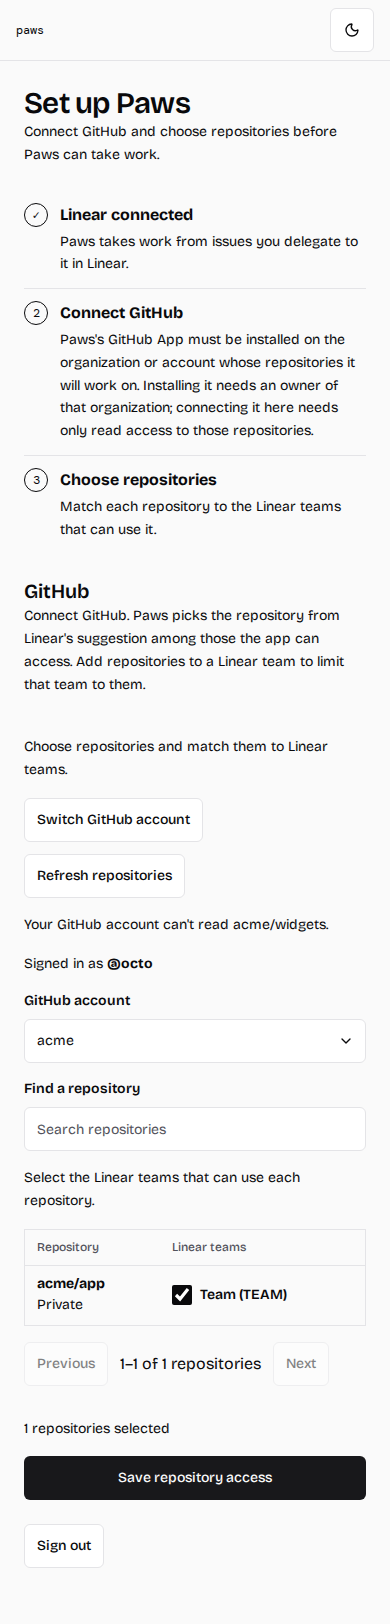 paws
Set up Paws
Connect GitHub and choose repositories before
Paws can take work.
✓ Linear connected
Paws takes work from issues you delegate to
it in Linear.
2 Connect GitHub
Paws's GitHub App must be installed on the
organization or account whose repositories it
will work on. Installing it needs an owner of
that organization; connecting it here needs
only read access to those repositories.
3 Choose repositories
Match each repository to the Linear teams
that can use it.
GitHub
Connect GitHub. Paws picks the repository from
Linear's suggestion among those the app can
access. Add repositories to a Linear team to limit
that team to them.
Choose repositories and match them to Linear
teams.
Switch GitHub account
Refresh repositories
Your GitHub account can't read acme/widgets.
Signed in as @octo
GitHub account
acme
Find a repository
Search repositories
Select the Linear teams that can use each
repository.
Repository Linear teams
acme/app
Private
Team (TEAM)
Previous 1–1 of 1 repositories Next
1 repositories selected
Save repository access
Sign out